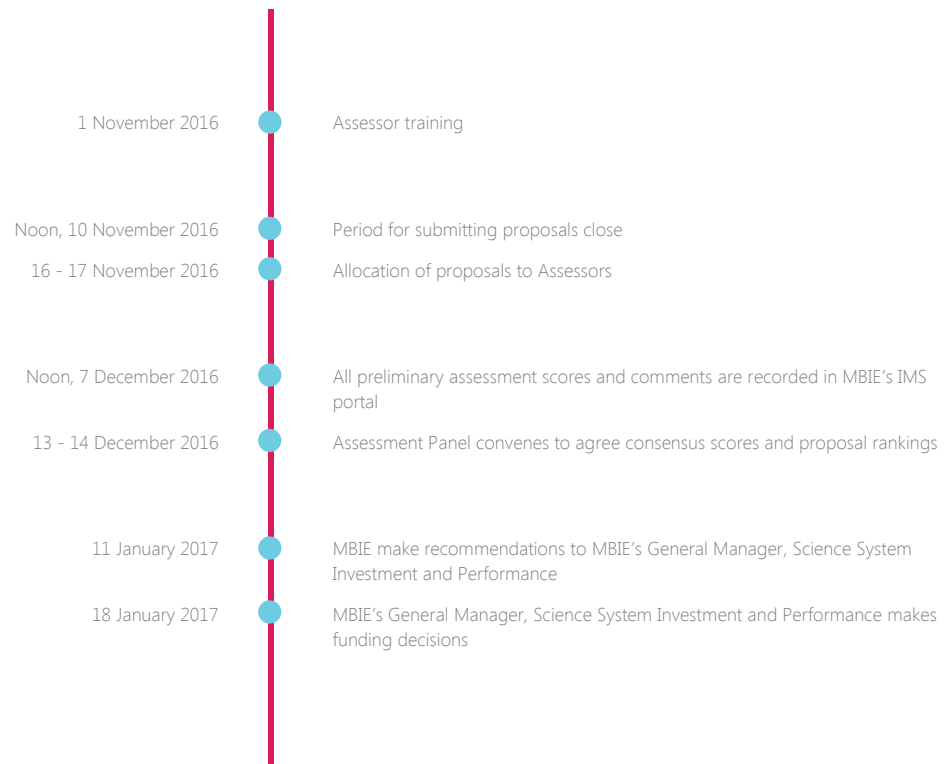 1 November 2016 Assessor training
Noon, 10 November 2016 Period for submitting proposals close
16 - 17 November 2016 Allocation of proposals to Assessors
Noon, 7 December 2016 All preliminary assessment scores and comments are recorded in MBIE's IMS
portal
13 - 14 December 2016 Assessment Panel convenes to agree consensus scores and proposal rankings
11 January 2017 MBIE make recommendations to MBIE's General Manager, Science System
Investment and Performance
18 January 2017 MBIE's General Manager, Science System Investment and Performance makes
funding decisions